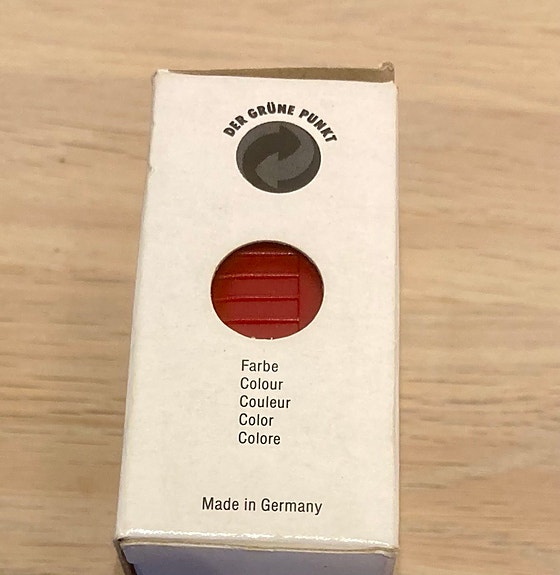 DER GRÜNE PUNKT
Farbe
Colour
Couleur
Color
Colore
Made in Germany